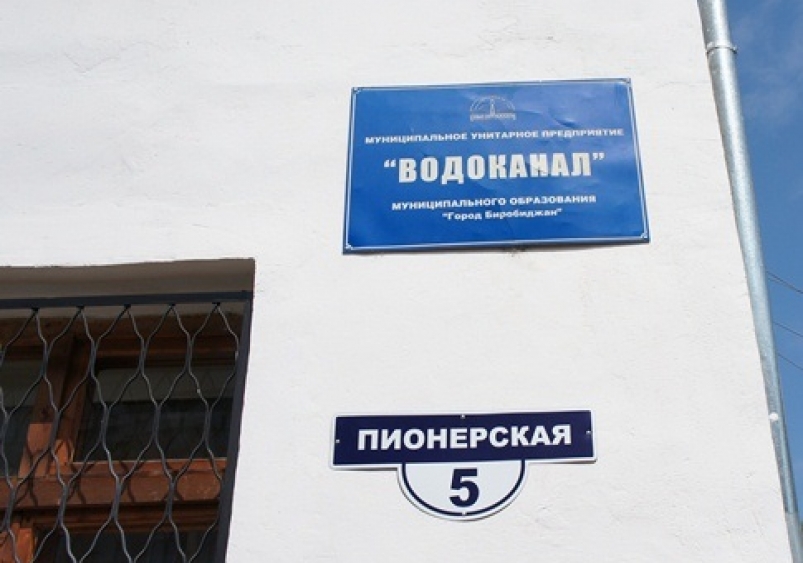 МУНИЦИПАЛЬНОЕ УНИТАРНОЕ ПРЕДПРИЯТИЕ
“ВОДОКАНАЛ”
МУНИЦИПАЛЬНОГО ОБРАЗОВАНИЯ
“Город Биробиджан”
ПИОНЕРСКАЯ
5